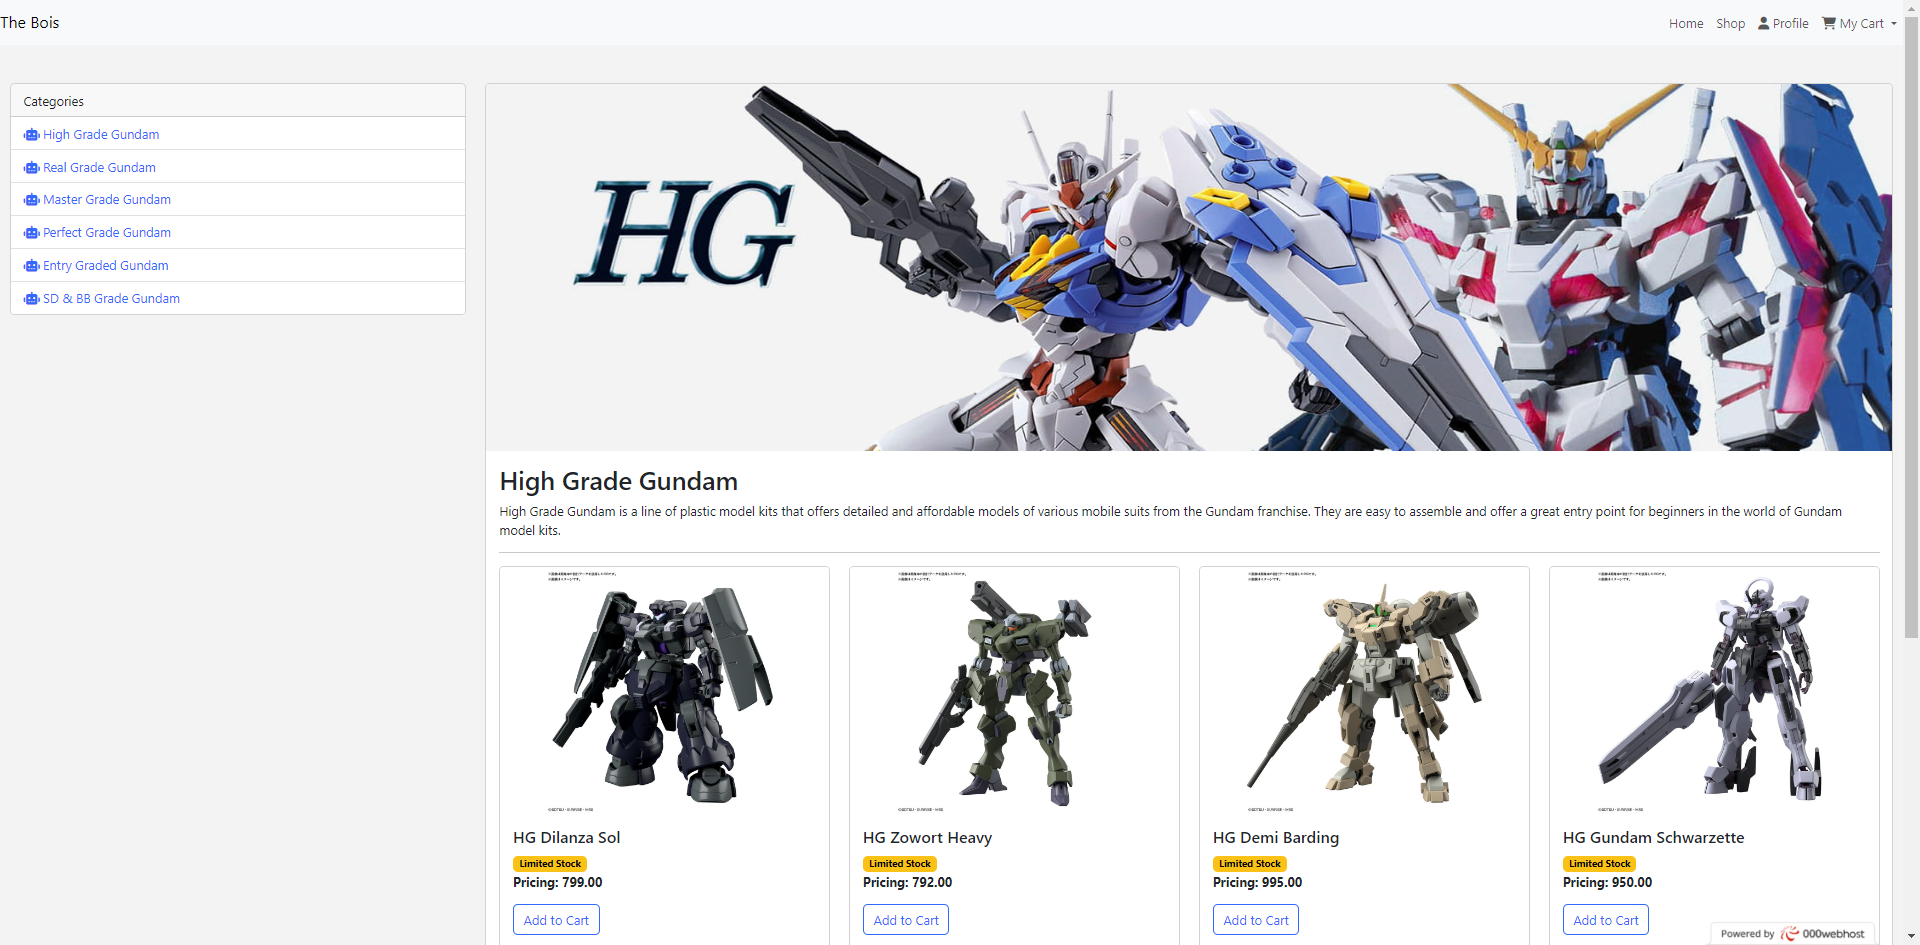 The Bois
Home
Shop
Profile
My Cart
Categories
High Grade Gundam
Real Grade Gundam
Master Grade Gundam
Perfect Grade Gundam
Entry Graded Gundam
SD & BB Grade Gundam
HG
High Grade Gundam
High Grade Gundam is a line of plastic model kits that offers detailed and affordable models of various mobile suits from the Gundam franchise. They are easy to assemble and offer a great entry point for beginners in the world of Gundam
model kits.
HG Dilanza Sol
Limited Stock
Pricing: 799.00
Add to Cart
HG Zowort Heavy
Limited Stock
Pricing: 792.00
Add to Cart
HG Demi Barding
Limited Stock
Pricing: 995.00
Add to Cart
HG Gundam Schwarzette
Limited Stock
Pricing: 950.00
Add to Cart
Powered by 000webhost